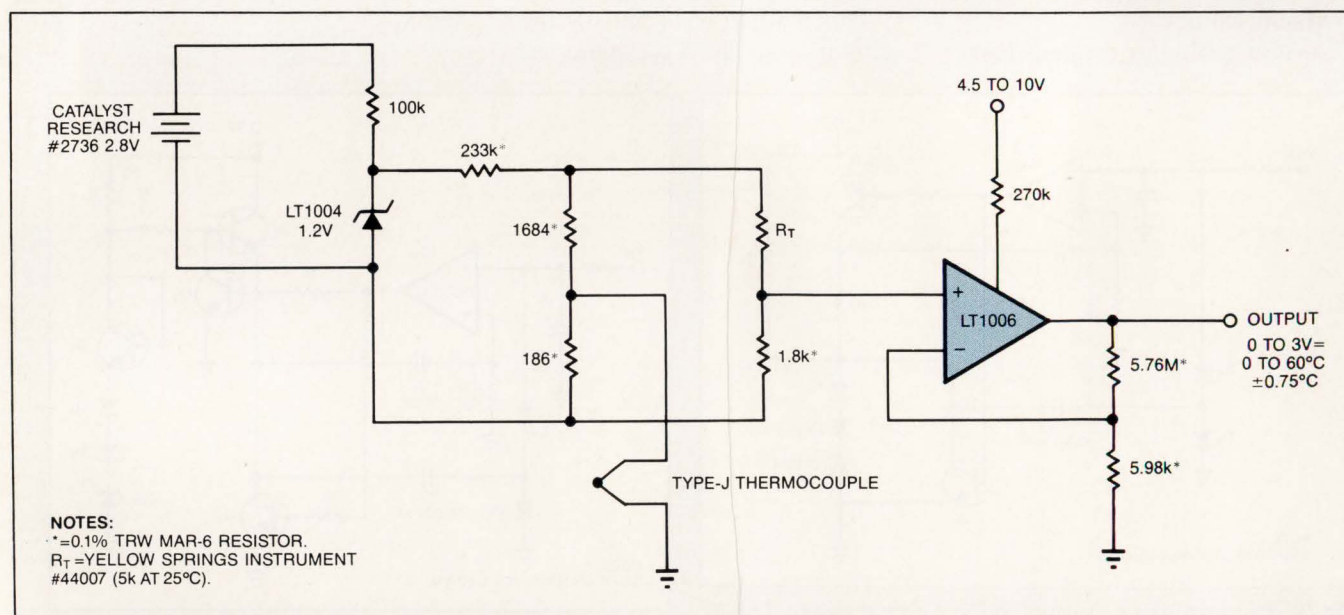 CATALYST
RESEARCH
#2736 2.8V
100k
233k*
LT1004
1.2V
1684*
186*
RT
1.8k*
4.5 TO 10V
270k
+
LT1006
−
OUTPUT
0 TO 3V=
0 TO 60°C
±0.75°C
5.76M*
5.98k*
TYPE-J THERMOCOUPLE
NOTES:
*=0.1% TRW MAR-6 RESISTOR.
RT=YELLOW SPRINGS INSTRUMENT
#44007 (5k AT 25°C).